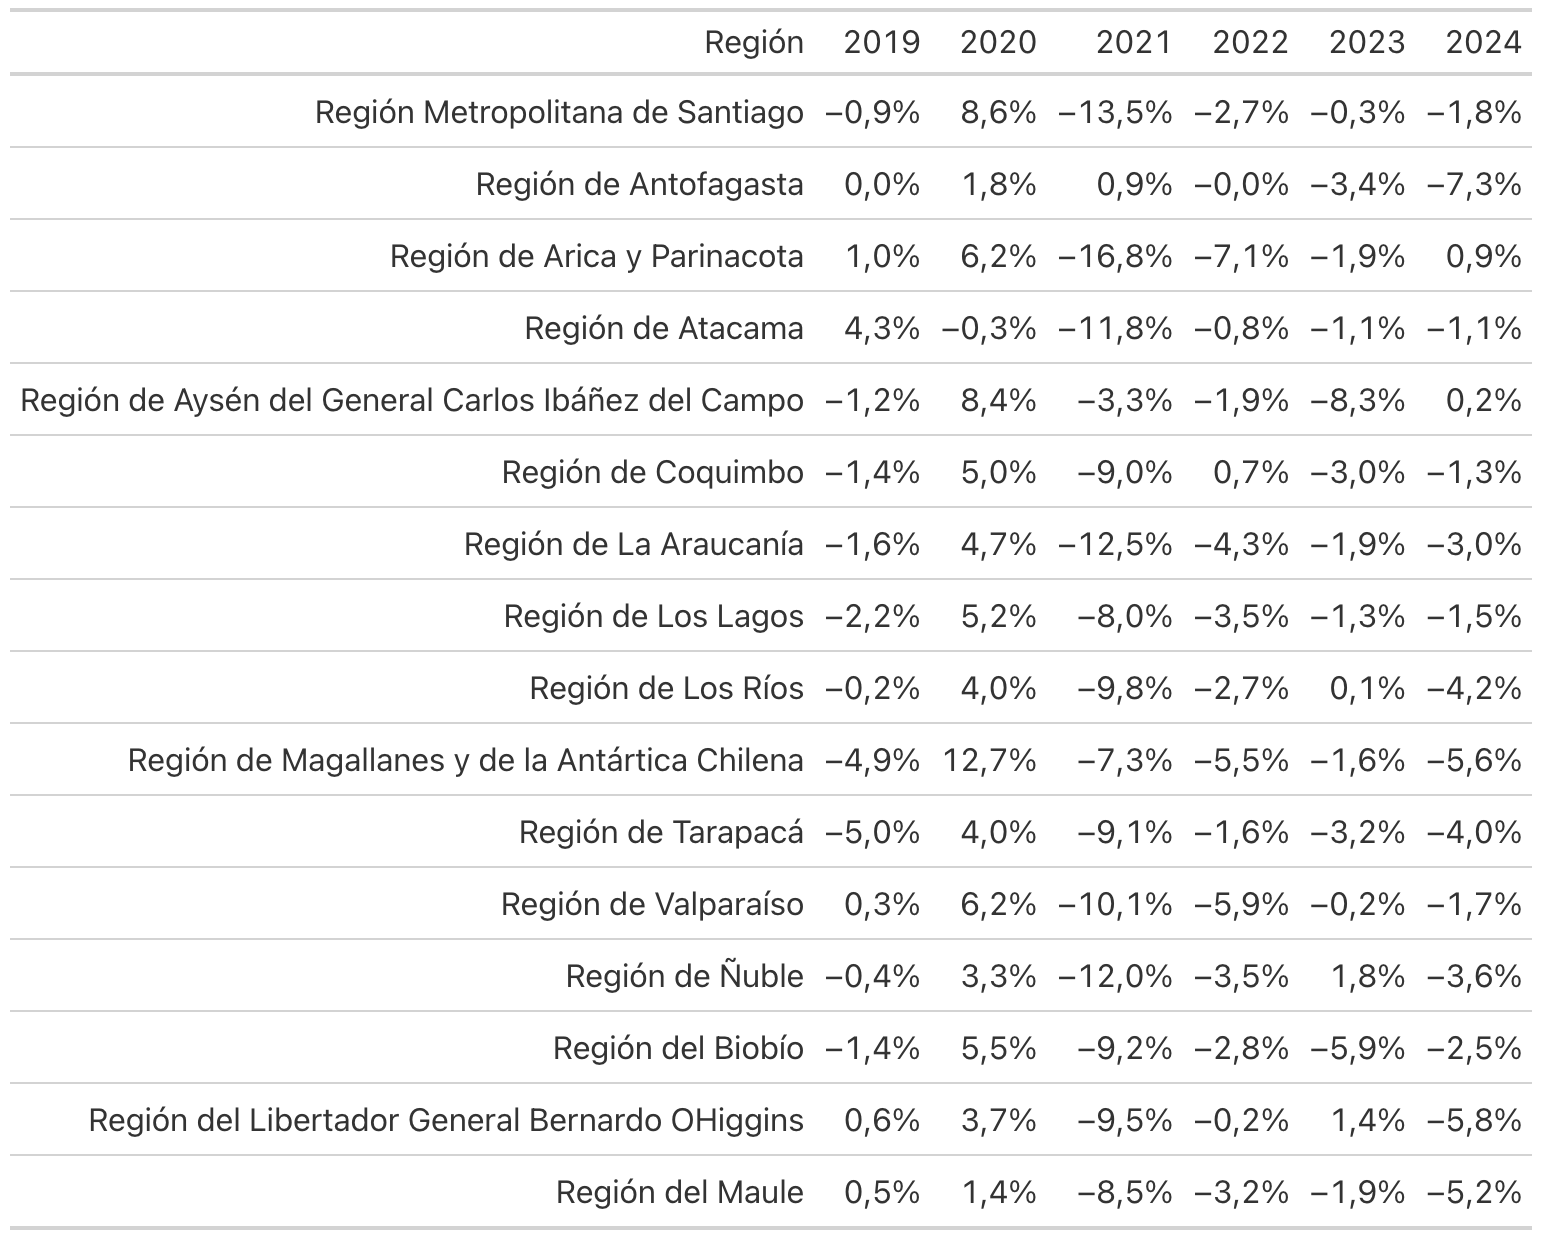 Región 2019 2020 2021 2022 2023 2024
Región Metropolitana de Santiago −0,9% 8,6% −13,5% −2,7% −0,3% −1,8%
Región de Antofagasta 0,0% 1,8% 0,9% −0,0% −3,4% −7,3%
Región de Arica y Parinacota 1,0% 6,2% −16,8% −7,1% −1,9% 0,9%
Región de Atacama 4,3% −0,3% −11,8% −0,8% −1,1% −1,1%
Región de Aysén del General Carlos Ibáñez del Campo −1,2% 8,4% −3,3% −1,9% −8,3% 0,2%
Región de Coquimbo −1,4% 5,0% −9,0% 0,7% −3,0% −1,3%
Región de La Araucanía −1,6% 4,7% −12,5% −4,3% −1,9% −3,0%
Región de Los Lagos −2,2% 5,2% −8,0% −3,5% −1,3% −1,5%
Región de Los Ríos −0,2% 4,0% −9,8% −2,7% 0,1% −4,2%
Región de Magallanes y de la Antártica Chilena −4,9% 12,7% −7,3% −5,5% −1,6% −5,6%
Región de Tarapacá −5,0% 4,0% −9,1% −1,6% −3,2% −4,0%
Región de Valparaíso 0,3% 6,2% −10,1% −5,9% −0,2% −1,7%
Región de Ñuble −0,4% 3,3% −12,0% −3,5% 1,8% −3,6%
Región del Biobío −1,4% 5,5% −9,2% −2,8% −5,9% −2,5%
Región del Libertador General Bernardo OHiggins 0,6% 3,7% −9,5% −0,2% 1,4% −5,8%
Región del Maule 0,5% 1,4% −8,5% −3,2% −1,9% −5,2%